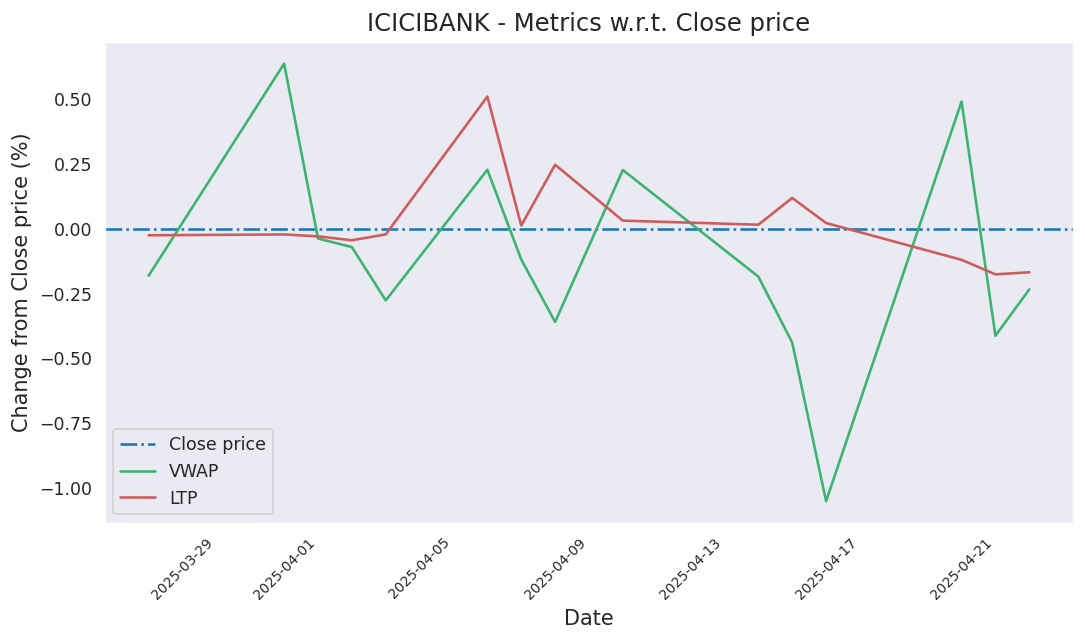 ICICIBANK - Metrics w.r.t. Close price
Change from Close price (%)
0.50
0.25
0.00
−0.25
−0.50
−0.75
−1.00
Close price
VWAP
LTP
2025-03-29
2025-04-01
2025-04-05
2025-04-09
2025-04-13
2025-04-17
2025-04-21
Date